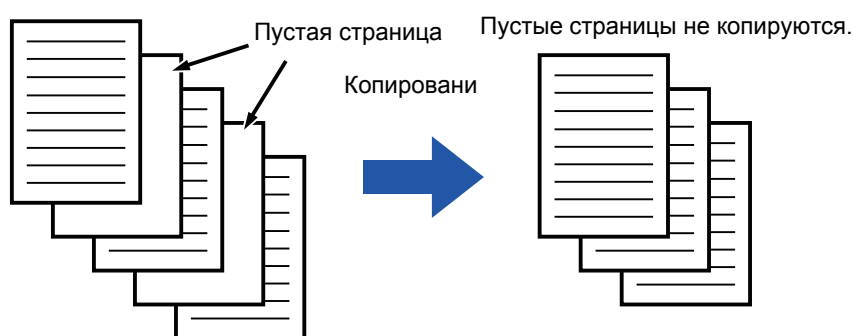 Пустая страница
Пустые страницы не копируются.
Копировани